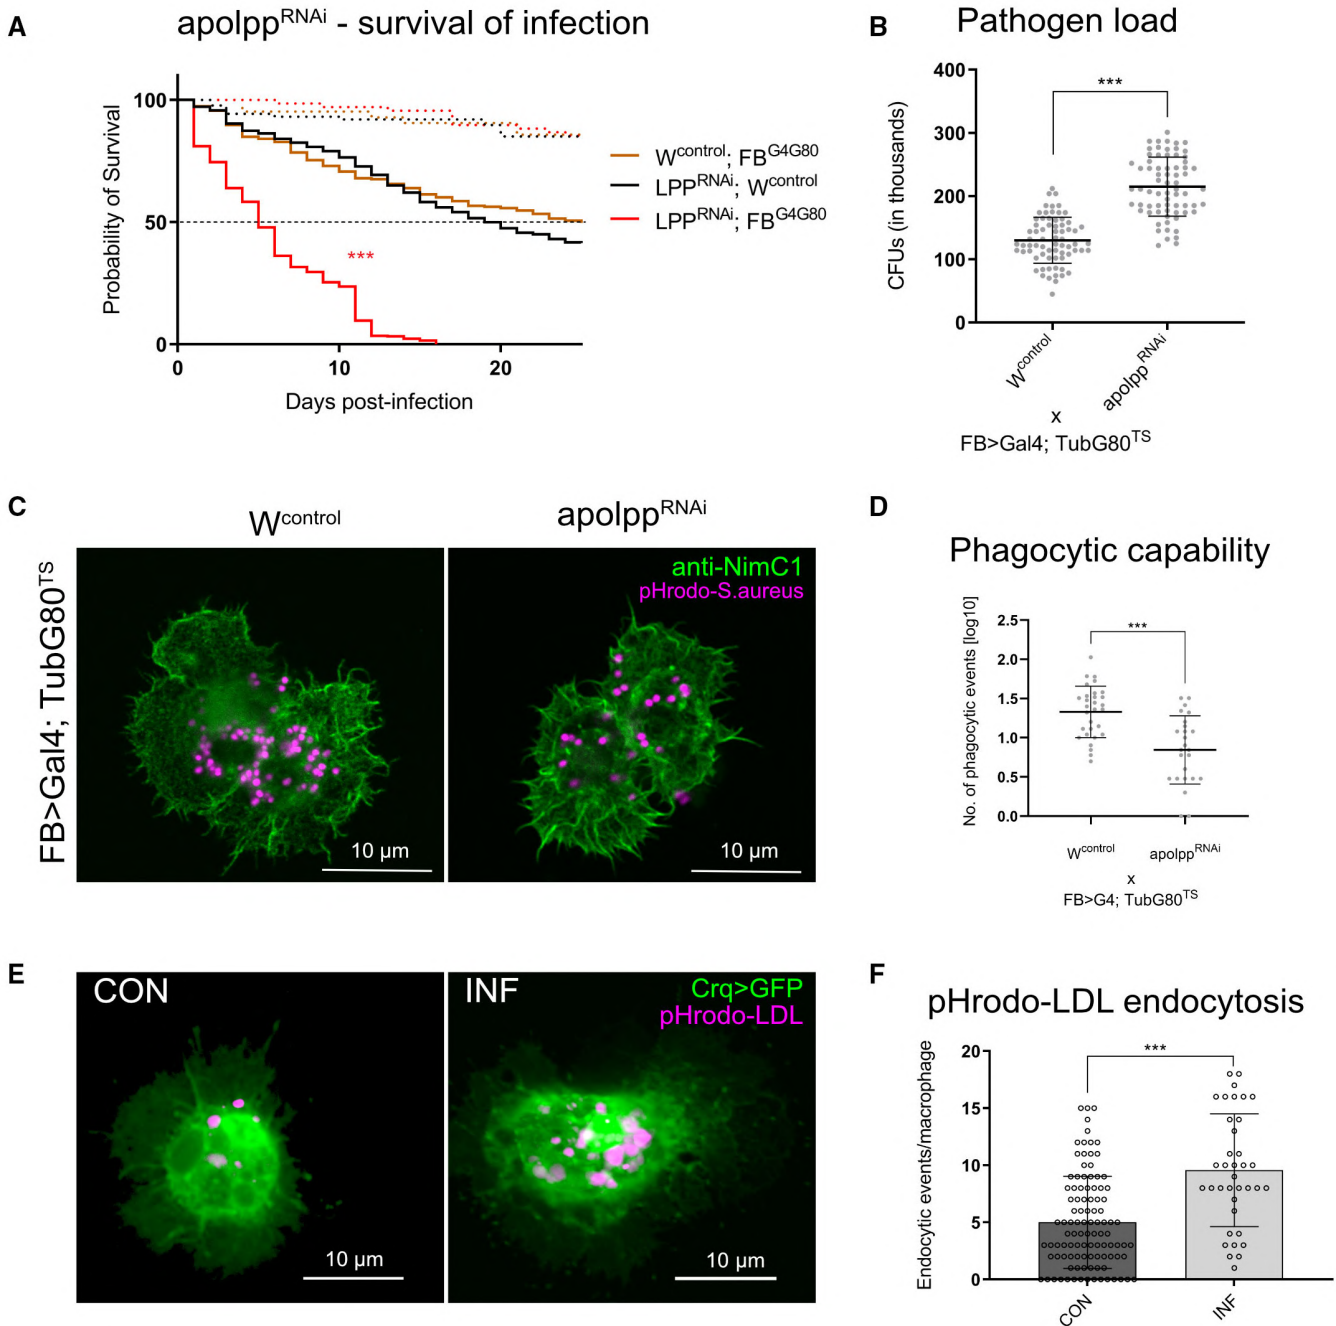 A
apolpp^RNAi - survival of infection
Probability of Survival
100
50
0
***
0
10
20
Days post-infection
W^control; FB^G4G80
LPP^RNAi; W^control
LPP^RNAi; FB^G4G80
B
Pathogen load
CFUs (in thousands)
400
300
200
100
0
***
W^control
apolpp^RNAi
x
FB>Gal4; TubG80^TS
C
W^control
apolpp^RNAi
FB>Gal4; TubG80^TS
anti-NimC1
pHrodo-S.aureus
10 µm
10 µm
D
Phagocytic capability
No. of phagocytic events [log10]
2.5
2.0
1.5
1.0
0.5
0.0
***
W^control
apolpp^RNAi
x
FB>G4; TubG80^TS
E
CON
INF
Crq>GFP
pHrodo-LDL
10 µm
10 µm
F
pHrodo-LDL endocytosis
Endocytic events/macrophage
20
15
10
5
0
***
CON
INF